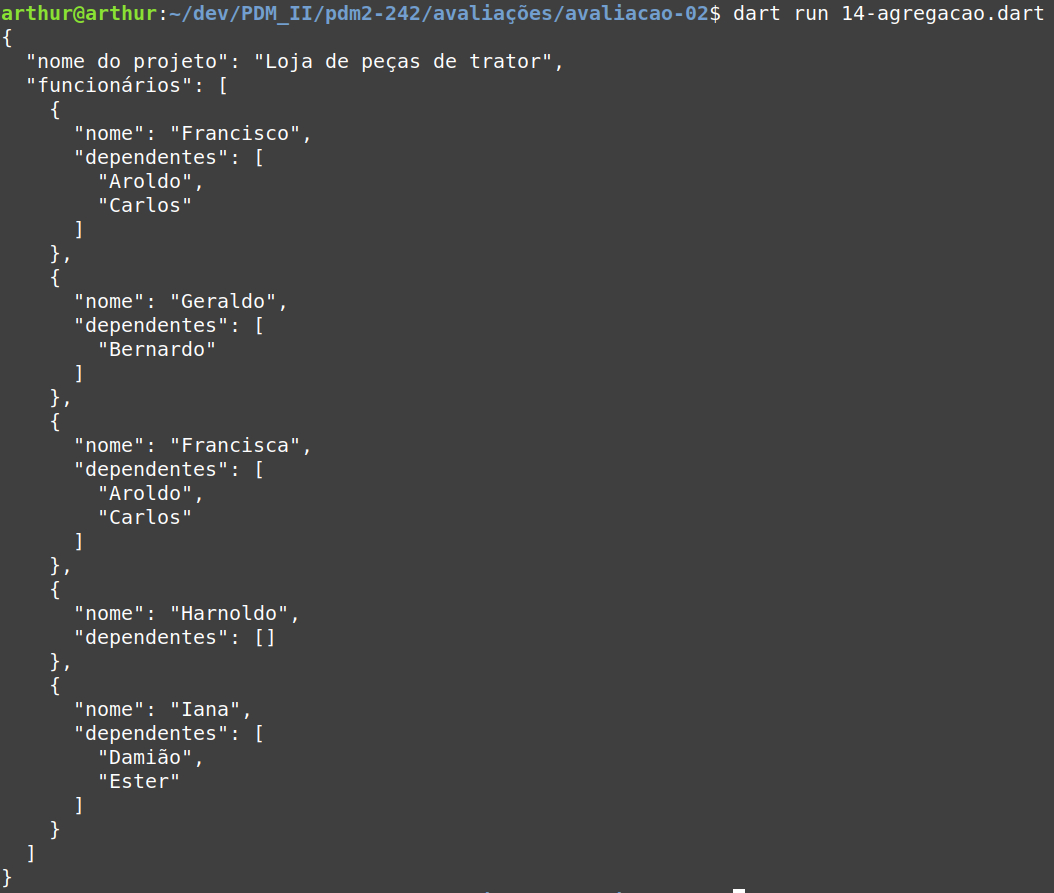 arthur@arthur:~/dev/PDM_II/pdm2-242/avaliações/avaliacao-02$ dart run 14-agregacao.dart
{
  "nome do projeto": "Loja de peças de trator",
  "funcionários": [
    {
      "nome": "Francisco",
      "dependentes": [
        "Aroldo",
        "Carlos"
      ]
    },
    {
      "nome": "Geraldo",
      "dependentes": [
        "Bernardo"
      ]
    },
    {
      "nome": "Francisca",
      "dependentes": [
        "Aroldo",
        "Carlos"
      ]
    },
    {
      "nome": "Harnoldo",
      "dependentes": []
    },
    {
      "nome": "Iana",
      "dependentes": [
        "Damião",
        "Ester"
      ]
    }
  ]
}